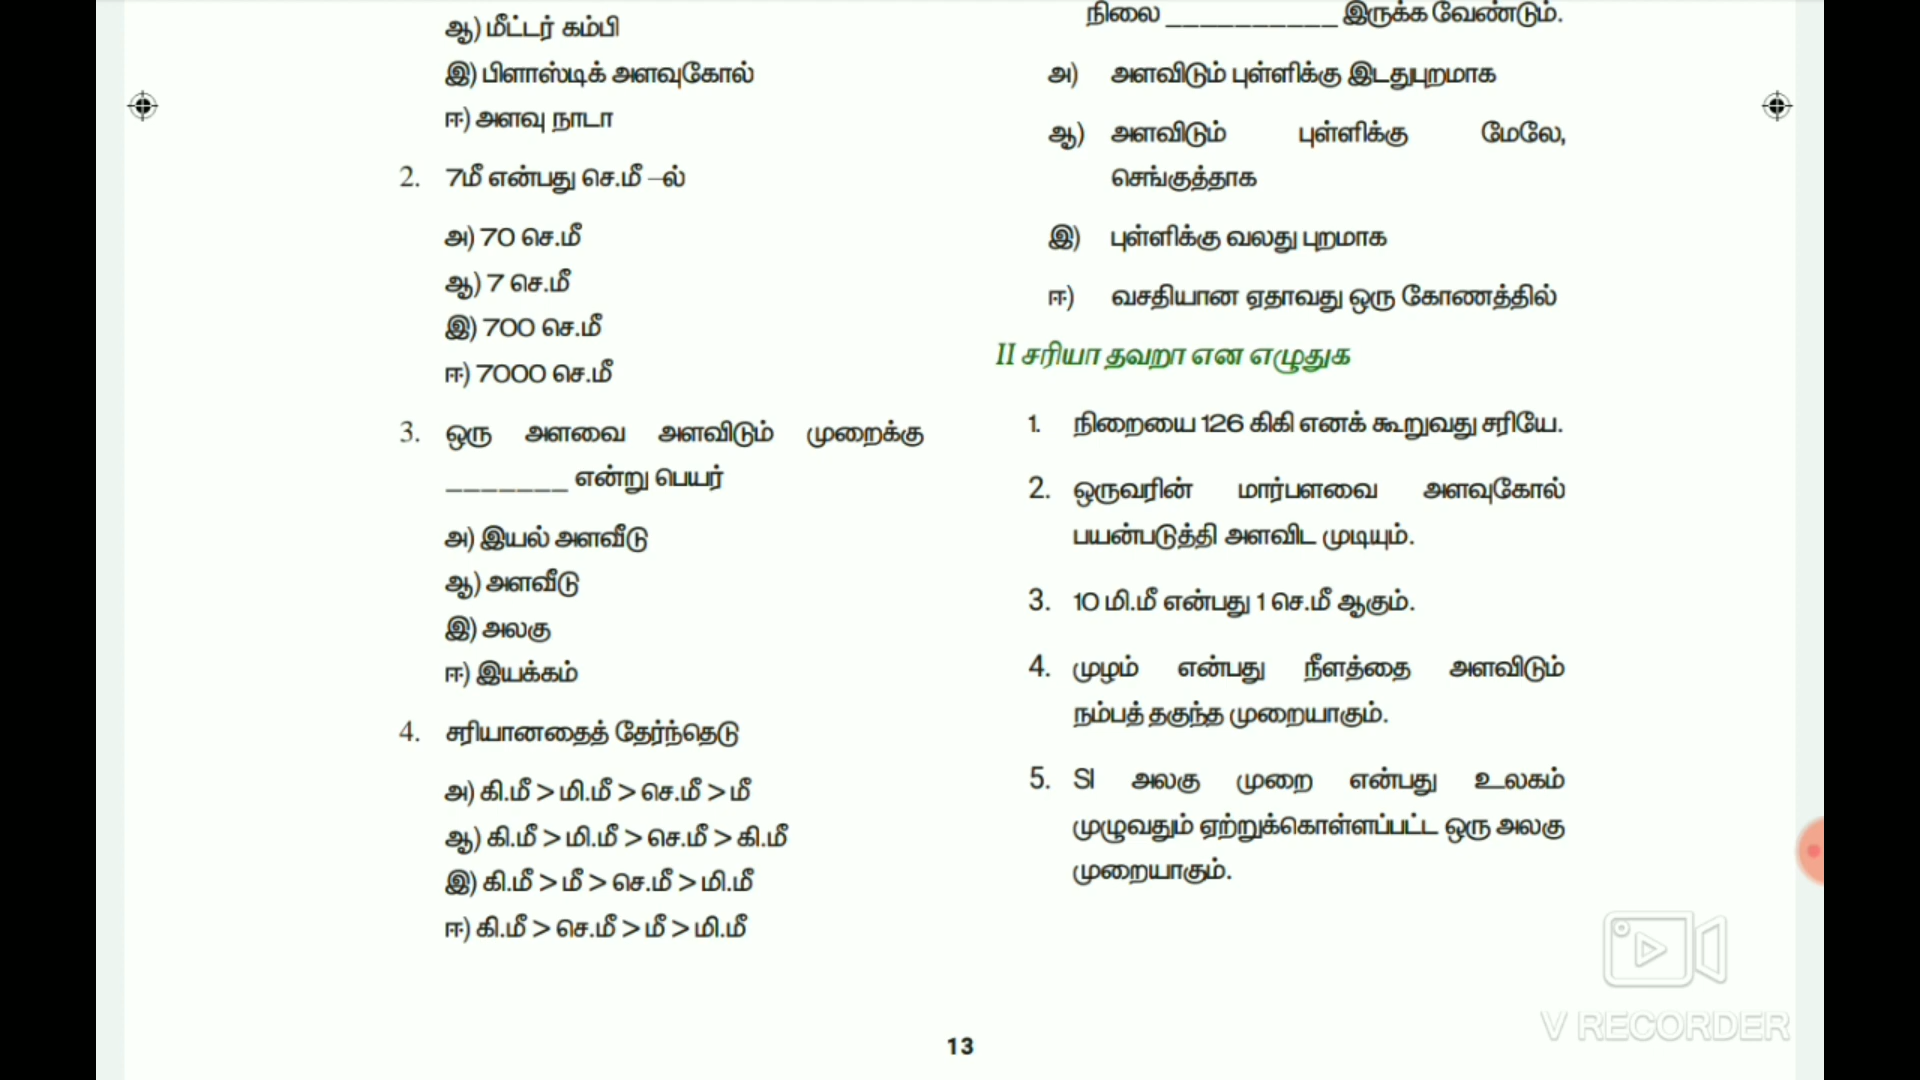 ஆ) மீட்டர் கம்பி
இ) பிளாஸ்டிக் அளவுகோல்
ஈ) அளவு நாடா
2. 7மீ என்பது செ.மீ –ல்
அ) 70 செ.மீ
ஆ) 7 செ.மீ
இ) 700 செ.மீ
ஈ) 7000 செ.மீ
3. ஒரு அளவை அளவிடும் முறைக்கு
_______ என்று பெயர்
அ) இயல் அளவீடு
ஆ) அளவீடு
இ) அலகு
ஈ) இயக்கம்
4. சரியானதைத் தேர்ந்தெடு
அ) கி.மீ > மி.மீ > செ.மீ > மீ
ஆ) கி.மீ > மி.மீ > செ.மீ > கி.மீ
இ) கி.மீ > மீ > செ.மீ > மி.மீ
ஈ) கி.மீ > செ.மீ > மீ > மி.மீ
நிலை __________ இருக்க வேண்டும்.
அ) அளவிடும் புள்ளிக்கு இடதுபுறமாக
ஆ) அளவிடும் புள்ளிக்கு மேலே,
செங்குத்தாக
இ) புள்ளிக்கு வலது புறமாக
ஈ) வசதியான ஏதாவது ஒரு கோணத்தில்
II சரியா தவறா என எழுதுக
1. நிறையை 126 கிகி எனக் கூறுவது சரியே.
2. ஒருவரின் மார்பளவை அளவுகோல்
பயன்படுத்தி அளவிட முடியும்.
3. 10 மி.மீ என்பது 1 செ.மீ ஆகும்.
4. முழம் என்பது நீளத்தை அளவிடும்
நம்பத் தகுந்த முறையாகும்.
5. SI அலகு முறை என்பது உலகம்
முழுவதும் ஏற்றுக்கொள்ளப்பட்ட ஒரு அலகு
முறையாகும்.
13
V RECORDER